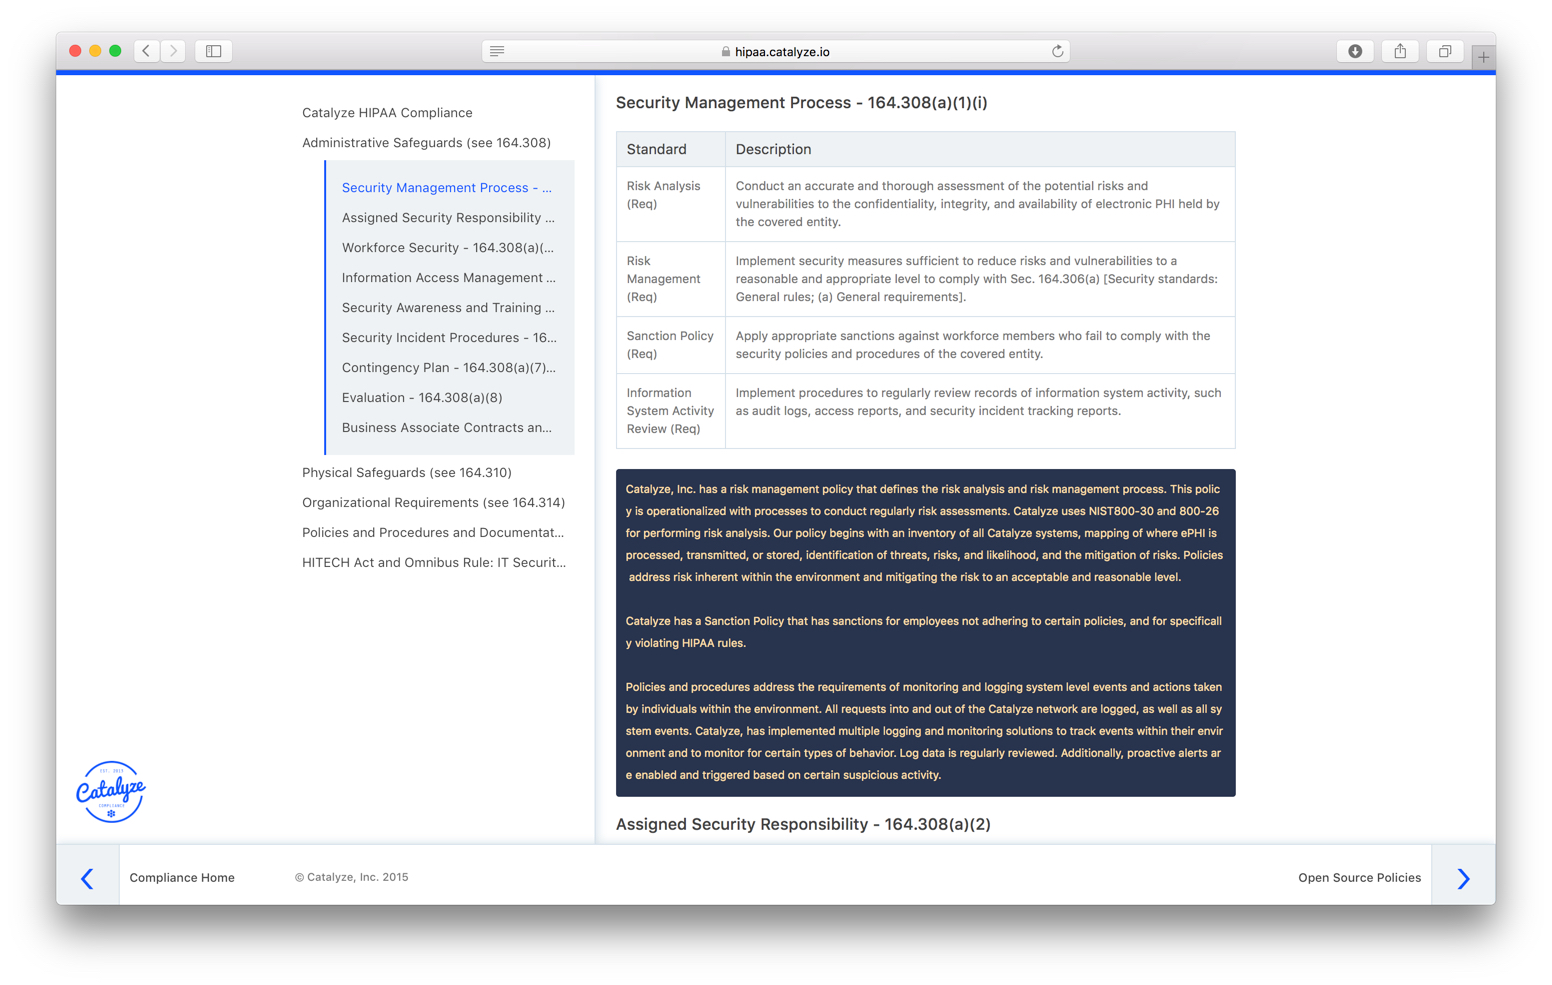 hipaa.catalyze.io
Catalyze HIPAA Compliance
Administrative Safeguards (see 164.308)
Security Management Process - ...
Assigned Security Responsibility ...
Workforce Security - 164.308(a)(...
Information Access Management ...
Security Awareness and Training ...
Security Incident Procedures - 16...
Contingency Plan - 164.308(a)(7)...
Evaluation - 164.308(a)(8)
Business Associate Contracts an...
Physical Safeguards (see 164.310)
Organizational Requirements (see 164.314)
Policies and Procedures and Documentat...
HITECH Act and Omnibus Rule: IT Securit...
EST. 2013
Catalyze
COMPLIANCE
Security Management Process - 164.308(a)(1)(i)
Standard
Description
Risk Analysis
(Req)
Conduct an accurate and thorough assessment of the potential risks and
vulnerabilities to the confidentiality, integrity, and availability of electronic PHI held by
the covered entity.
Risk
Management
(Req)
Implement security measures sufficient to reduce risks and vulnerabilities to a
reasonable and appropriate level to comply with Sec. 164.306(a) [Security standards:
General rules; (a) General requirements].
Sanction Policy
(Req)
Apply appropriate sanctions against workforce members who fail to comply with the
security policies and procedures of the covered entity.
Information
System Activity
Review (Req)
Implement procedures to regularly review records of information system activity, such
as audit logs, access reports, and security incident tracking reports.
Catalyze, Inc. has a risk management policy that defines the risk analysis and risk management process. This polic
y is operationalized with processes to conduct regularly risk assessments. Catalyze uses NIST800-30 and 800-26
for performing risk analysis. Our policy begins with an inventory of all Catalyze systems, mapping of where ePHI is
processed, transmitted, or stored, identification of threats, risks, and likelihood, and the mitigation of risks. Policies
address risk inherent within the environment and mitigating the risk to an acceptable and reasonable level.
Catalyze has a Sanction Policy that has sanctions for employees not adhering to certain policies, and for specificall
y violating HIPAA rules.
Policies and procedures address the requirements of monitoring and logging system level events and actions taken
by individuals within the environment. All requests into and out of the Catalyze network are logged, as well as all sy
stem events. Catalyze, has implemented multiple logging and monitoring solutions to track events within their envir
onment and to monitor for certain types of behavior. Log data is regularly reviewed. Additionally, proactive alerts ar
e enabled and triggered based on certain suspicious activity.
Assigned Security Responsibility - 164.308(a)(2)
Compliance Home
© Catalyze, Inc. 2015
Open Source Policies